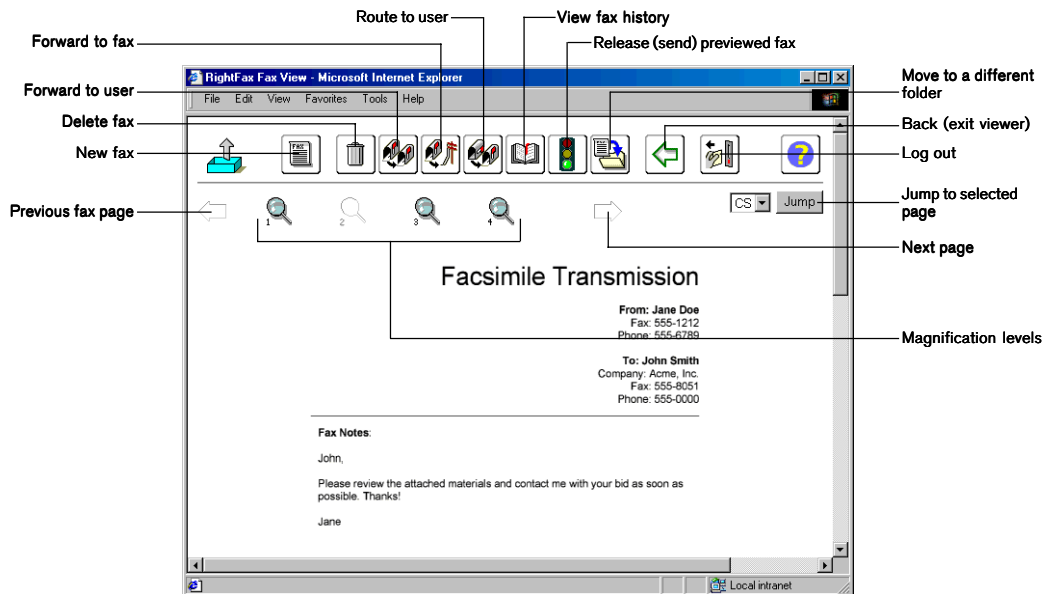 Route to user
View fax history
Forward to fax
Release (send) previewed fax
RightFax Fax View - Microsoft Internet Explorer
Move to a different
folder
Forward to user
File Edit View Favorites Tools Help
Delete fax
Back (exit viewer)
New fax
FAX
Log out
Previous fax page
1
2
3
4
CS
Jump
Jump to selected
page
Next page
Facsimile Transmission
From: Jane Doe
Fax: 555-1212
Phone: 555-6789
Magnification levels
To: John Smith
Company: Acme, Inc.
Fax: 555-8051
Phone: 555-0000
Fax Notes:
John,
Please review the attached materials and contact me with your bid as soon as
possible. Thanks!
Jane
Local intranet